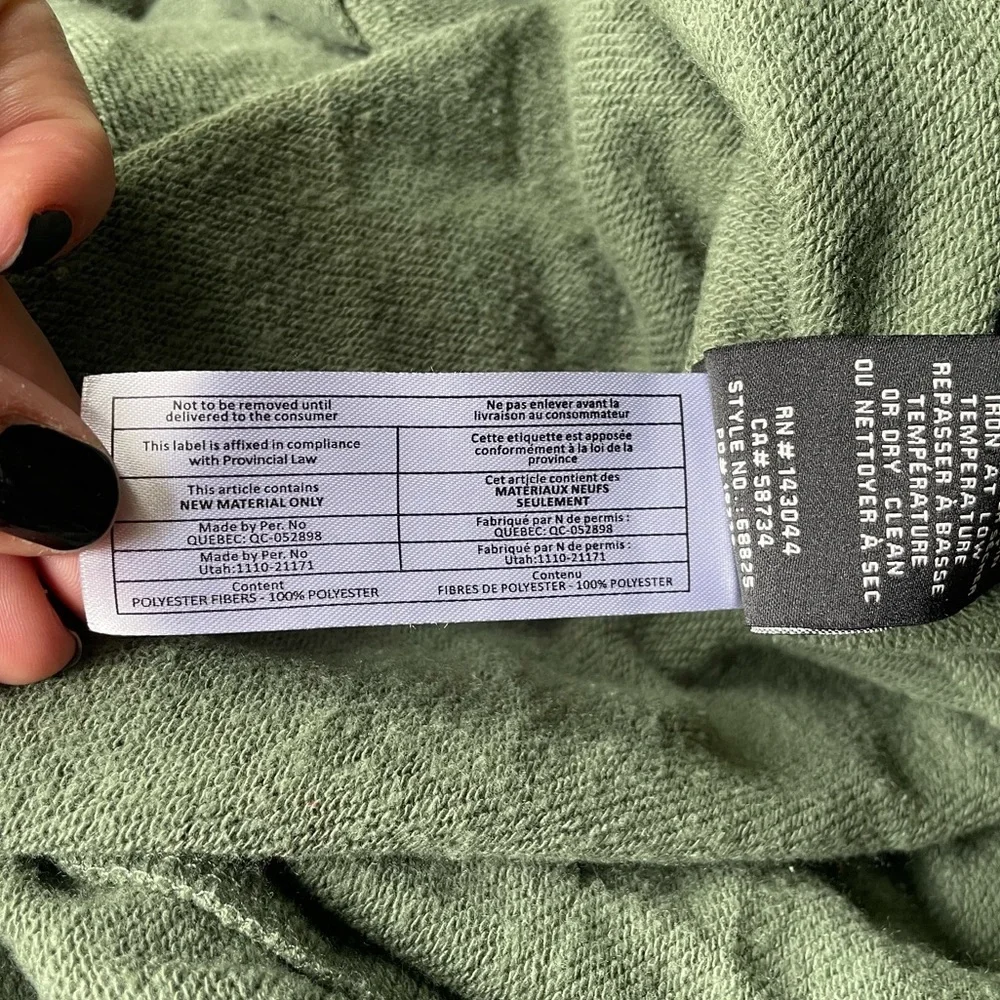 Not to be removed until
delivered to the consumer
Ne pas enlever avant la
livraison au consommateur
This label is affixed in compliance
with Provincial Law
Cette etiquette est apposée
conformément à la loi de la
province
This article contains
NEW MATERIAL ONLY
Cet article contient des
MATÉRIAUX NEUFS
SEULEMENT
Made by Per. No
QUEBEC: QC-052898
Fabriqué par N de permis :
QUEBEC: QC-052898
Made by Per. No
Utah:1110-21171
Fabriqué par N de permis :
Utah:1110-21171
Content
POLYESTER FIBERS - 100% POLYESTER
Contenu
FIBRES DE POLYESTER - 100% POLYESTER
IRON AT LOW
TEMPERATURE
REPASSER À BASSE
TEMPÉRATURE
OR DRY CLEAN
OU NETTOYER À SEC
RN# 143044
CA# 58734
STYLE NO.:58825